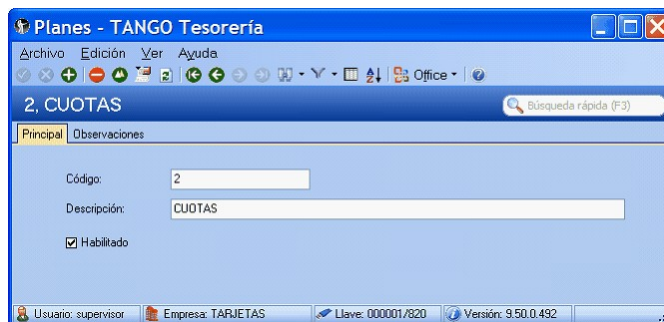 Planes - TANGO Tesorería
Archivo Edición Ver Ayuda
Office
2, CUOTAS
Búsqueda rápida (F3)
Principal Observaciones
Código: 2
Descripción: CUOTAS
Habilitado
Usuario: supervisor Empresa: TARJETAS Llave: 000001/820 Versión: 9.50.0.492